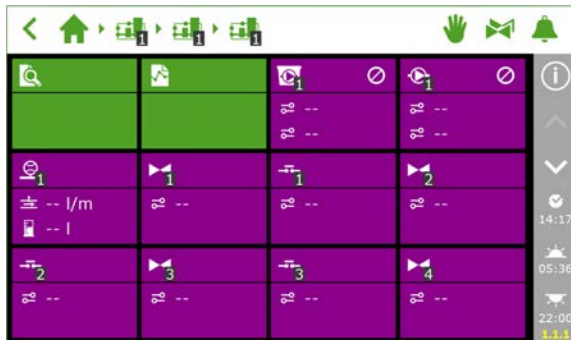 1 1 1
1 1
-- --
-- --
1 1 1 2
-- l/m -- -- --
-- l
14:17
2 3 3 4
05:36
-- -- -- --
22:00
1.1.1